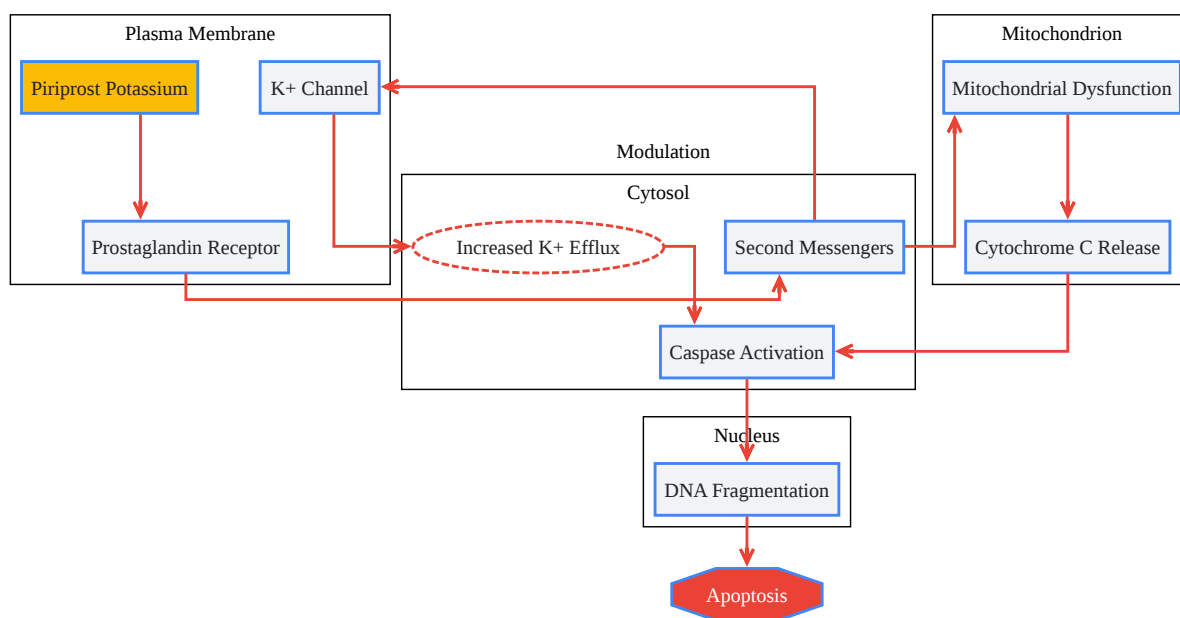 Plasma Membrane
Mitochondrion
Piriprost Potassium
K+ Channel
Mitochondrial Dysfunction
Modulation
Cytosol
Prostaglandin Receptor
Increased K+ Efflux
Second Messengers
Cytochrome C Release
Caspase Activation
Nucleus
DNA Fragmentation
Apoptosis